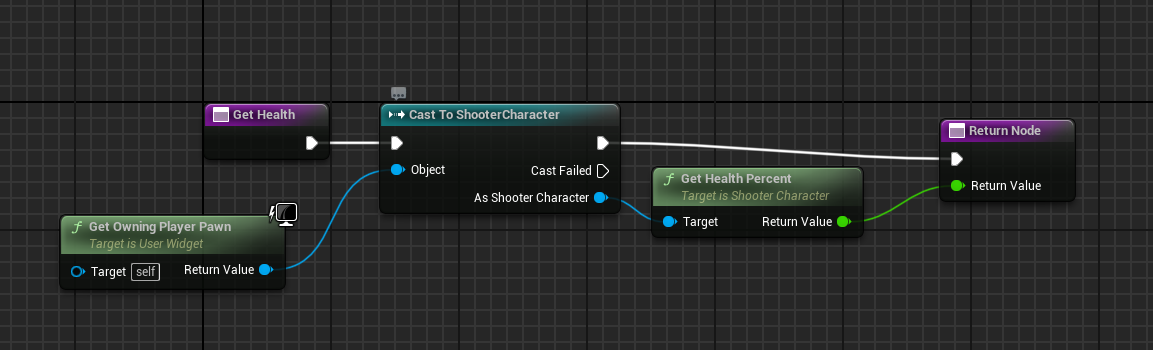 Get Health
Cast To ShooterCharacter
Object
Cast Failed
As Shooter Character
Get Owning Player Pawn
Target is User Widget
Target self
Return Value
Get Health Percent
Target is Shooter Character
Target
Return Value
Return Node
Return Value